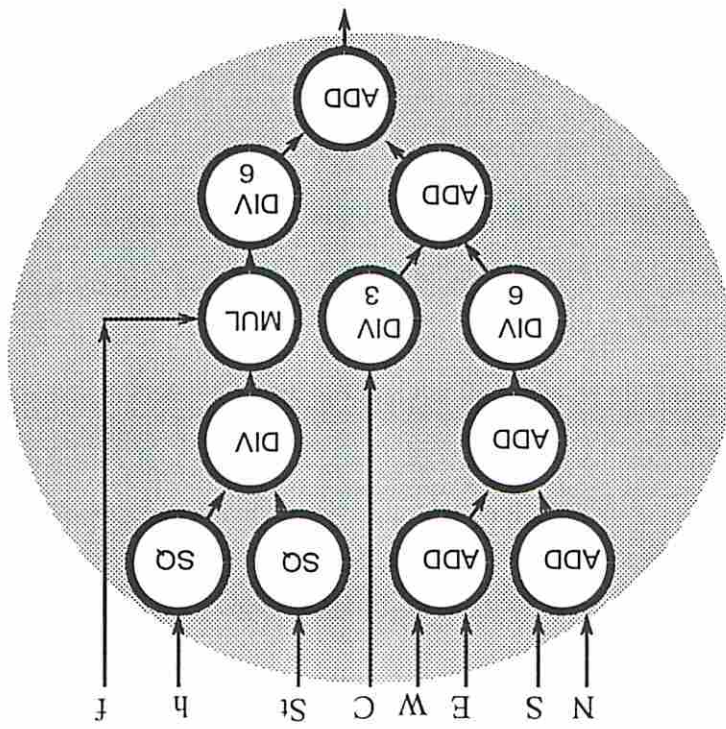 N S E W C St h f
ADD ADD SQ SQ
ADD DIV
DIV DIV MUL
6 3
ADD DIV
6
ADD